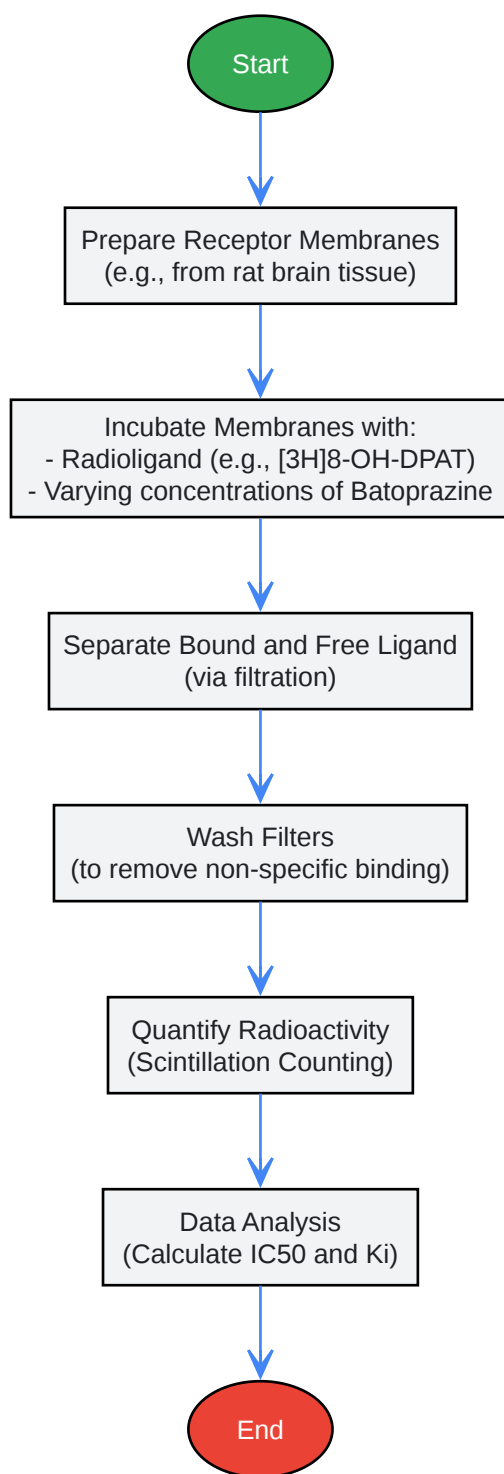 Start
Prepare Receptor Membranes
(e.g., from rat brain tissue)
Incubate Membranes with:
- Radioligand (e.g., [3H]8-OH-DPAT)
- Varying concentrations of Batoprazine
Separate Bound and Free Ligand
(via filtration)
Wash Filters
(to remove non-specific binding)
Quantify Radioactivity
(Scintillation Counting)
Data Analysis
(Calculate IC50 and Ki)
End